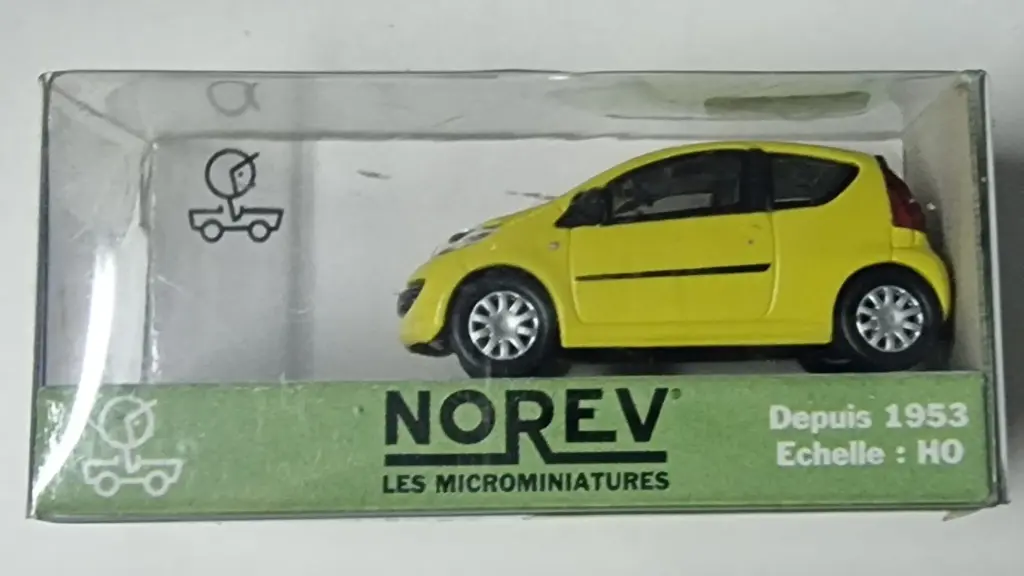 NOREV®
LES MICROMINIATURES
Depuis 1953
Echelle : HO